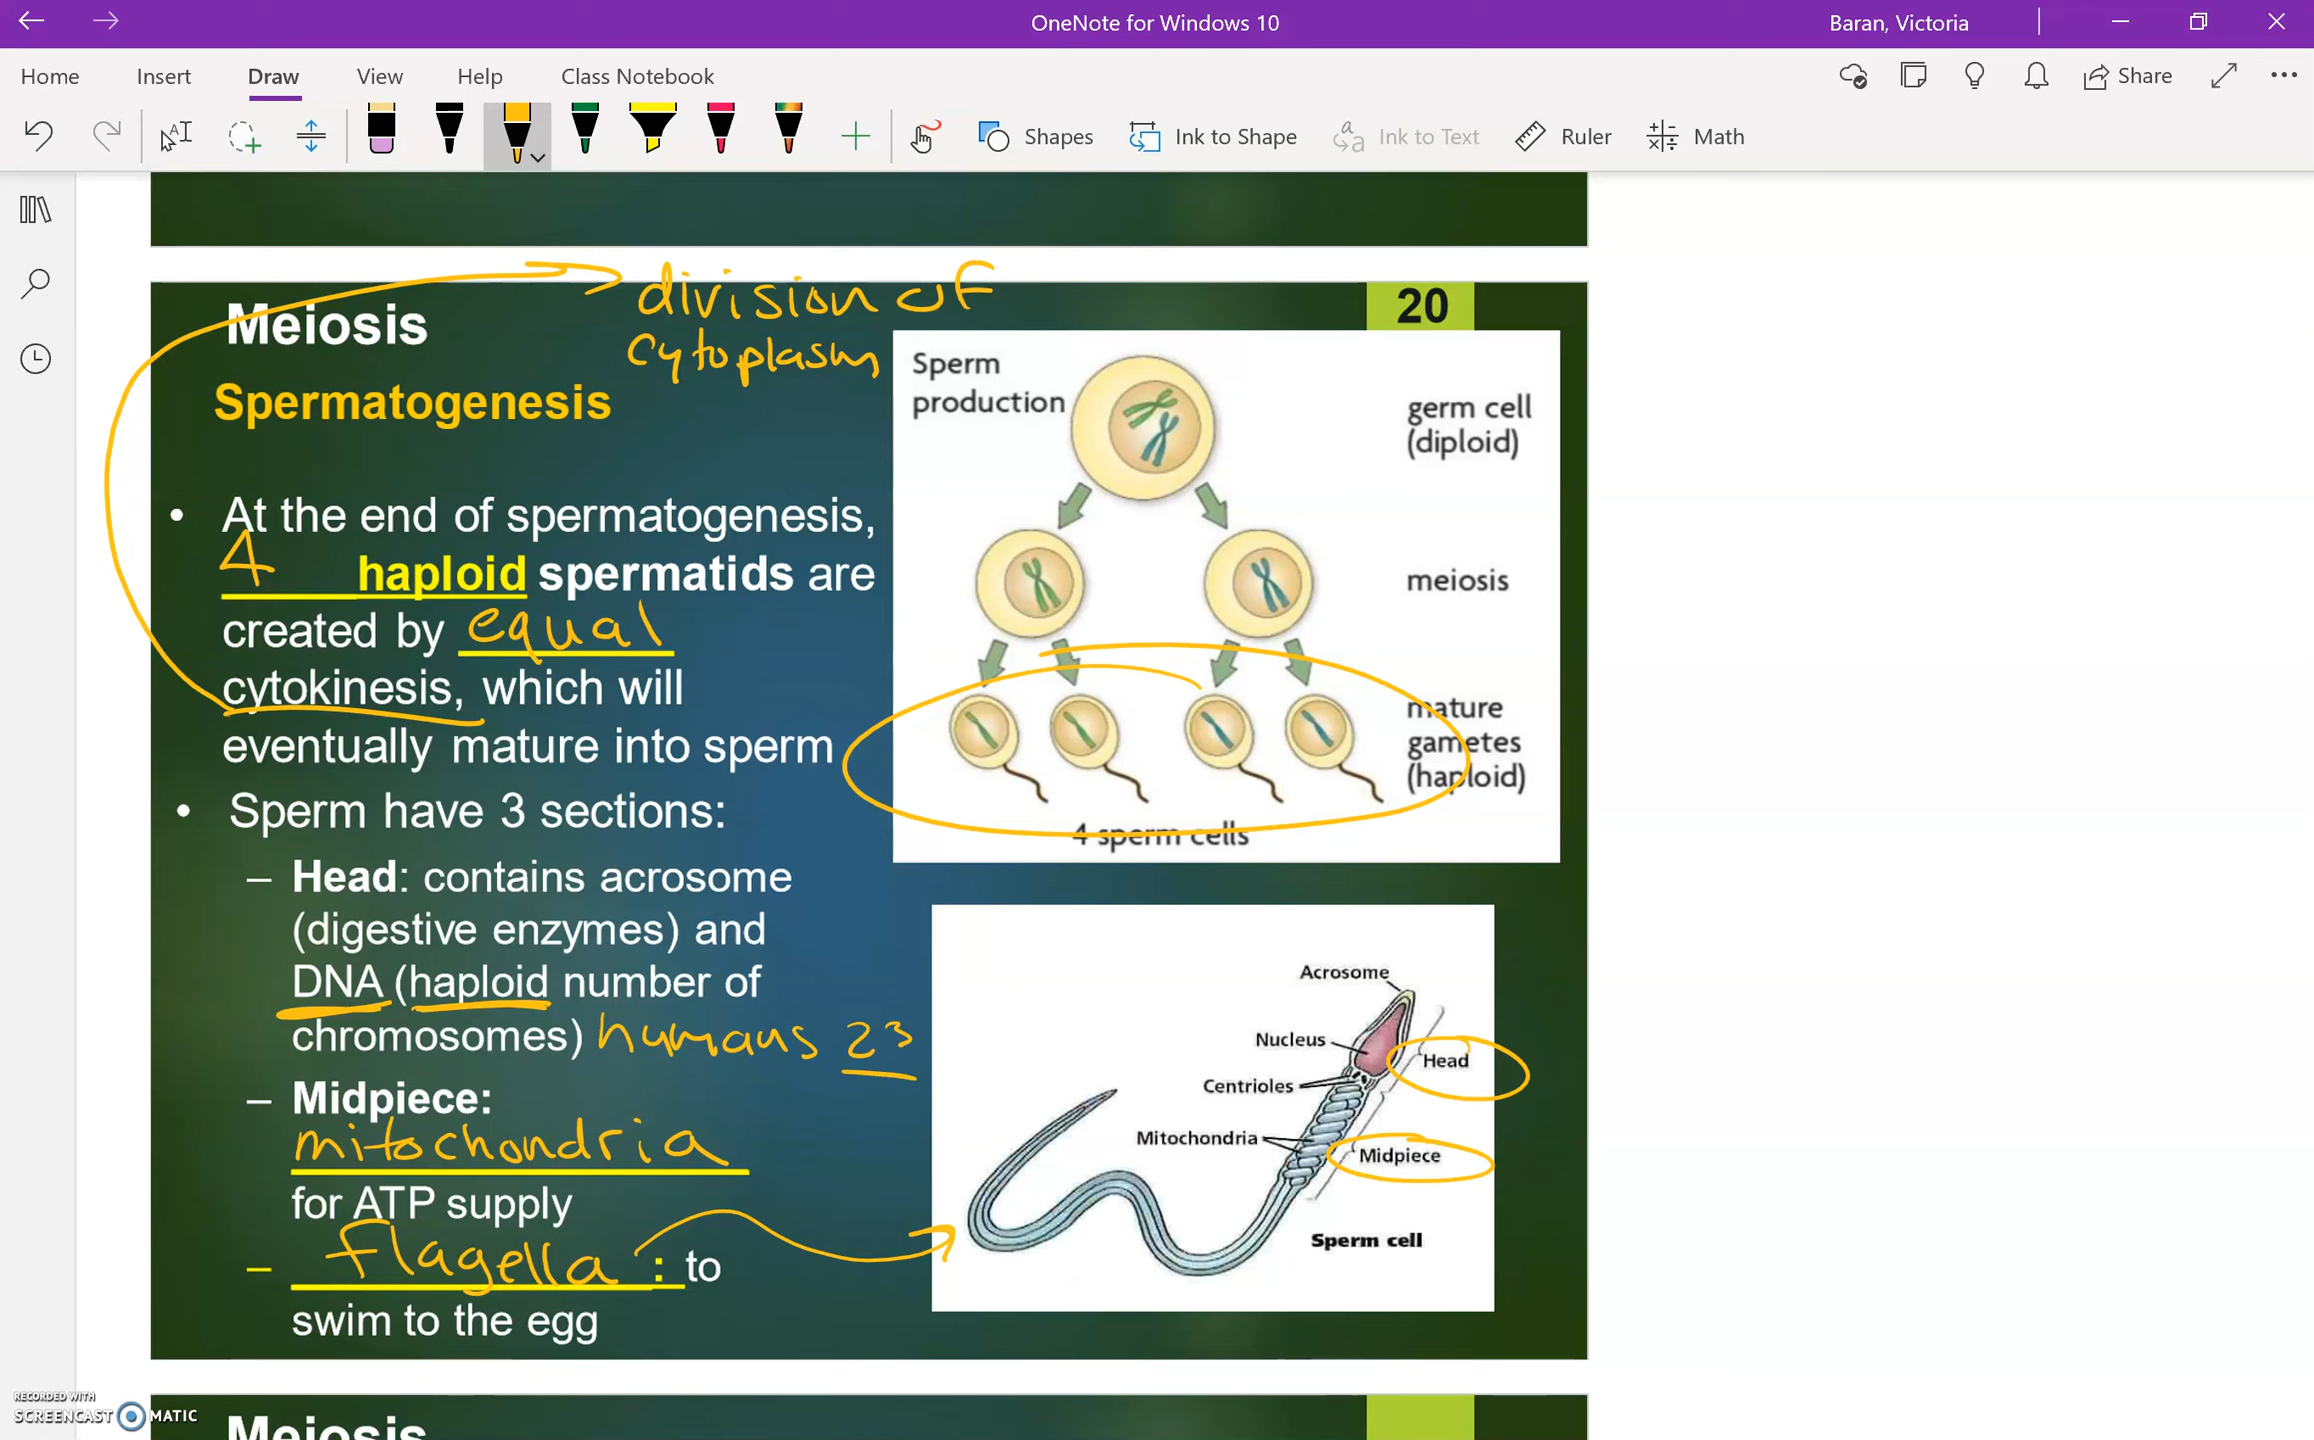 OneNote for Windows 10
Baran, Victoria
Home Insert Draw View Help Class Notebook
Share
Shapes Ink to Shape Ink to Text Ruler Math
division of
cytoplasm
Meiosis
20
Spermatogenesis
• At the end of spermatogenesis,
4 haploid spermatids are
created by equal
cytokinesis, which will
eventually mature into sperm
• Sperm have 3 sections:
– Head: contains acrosome
(digestive enzymes) and
DNA (haploid number of
chromosomes) humans 23
– Midpiece:
mitochondria
for ATP supply
– flagella : to
swim to the egg
Sperm
production
germ cell
(diploid)
meiosis
mature
gametes
(haploid)
4 sperm cells
Acrosome
Nucleus
Head
Centrioles
Mitochondria
Midpiece
Sperm cell
RECORDED WITH
SCREENCAST MATIC
Meiosis